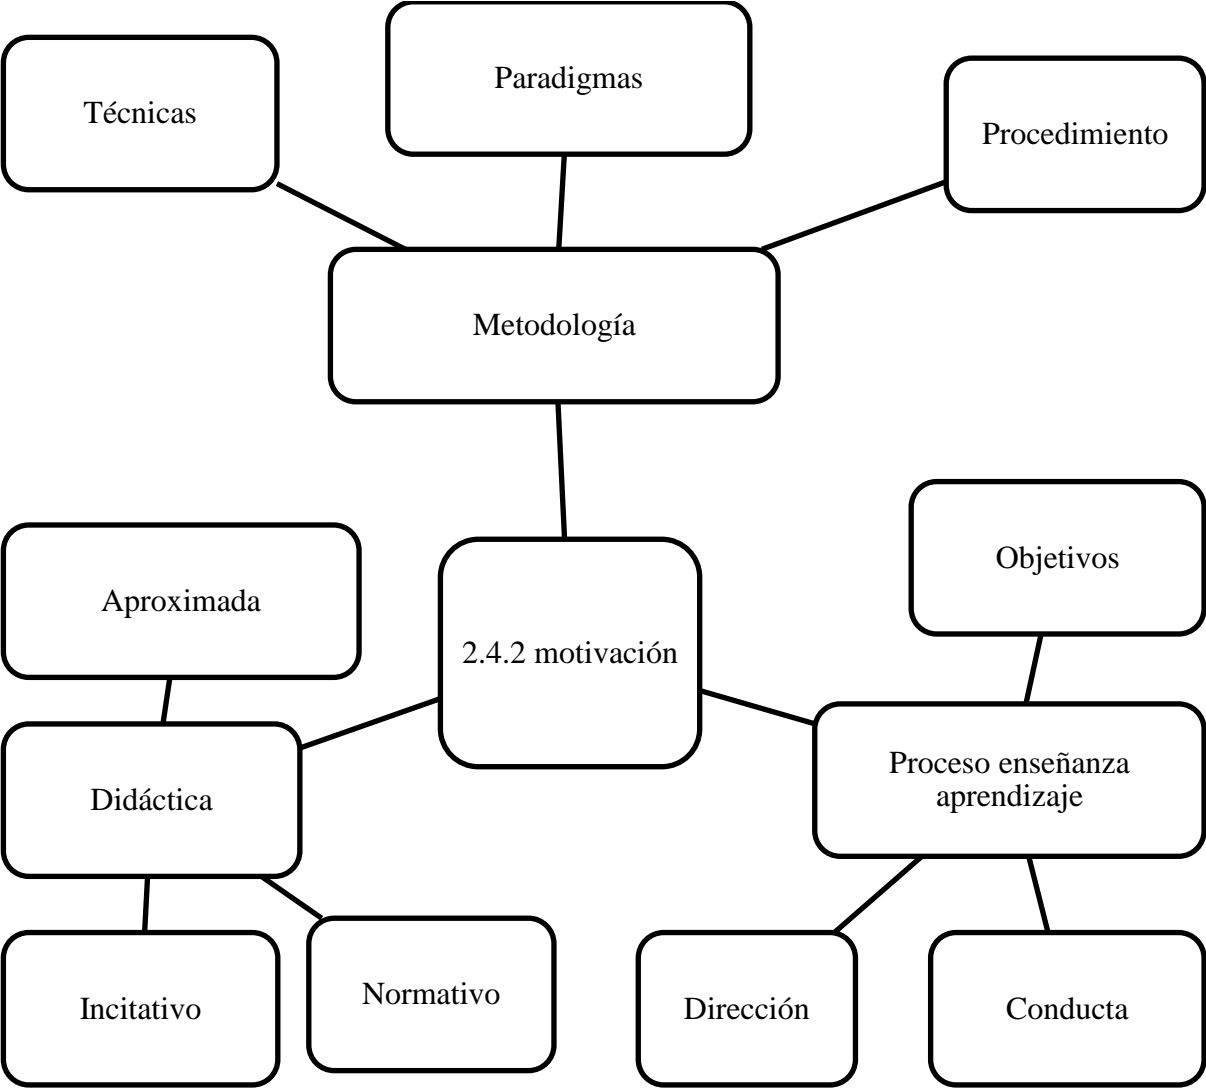 Técnicas
Paradigmas
Procedimiento
Metodología
Aproximada
2.4.2 motivación
Objetivos
Didáctica
Proceso enseñanza
aprendizaje
Incitativo
Normativo
Dirección
Conducta